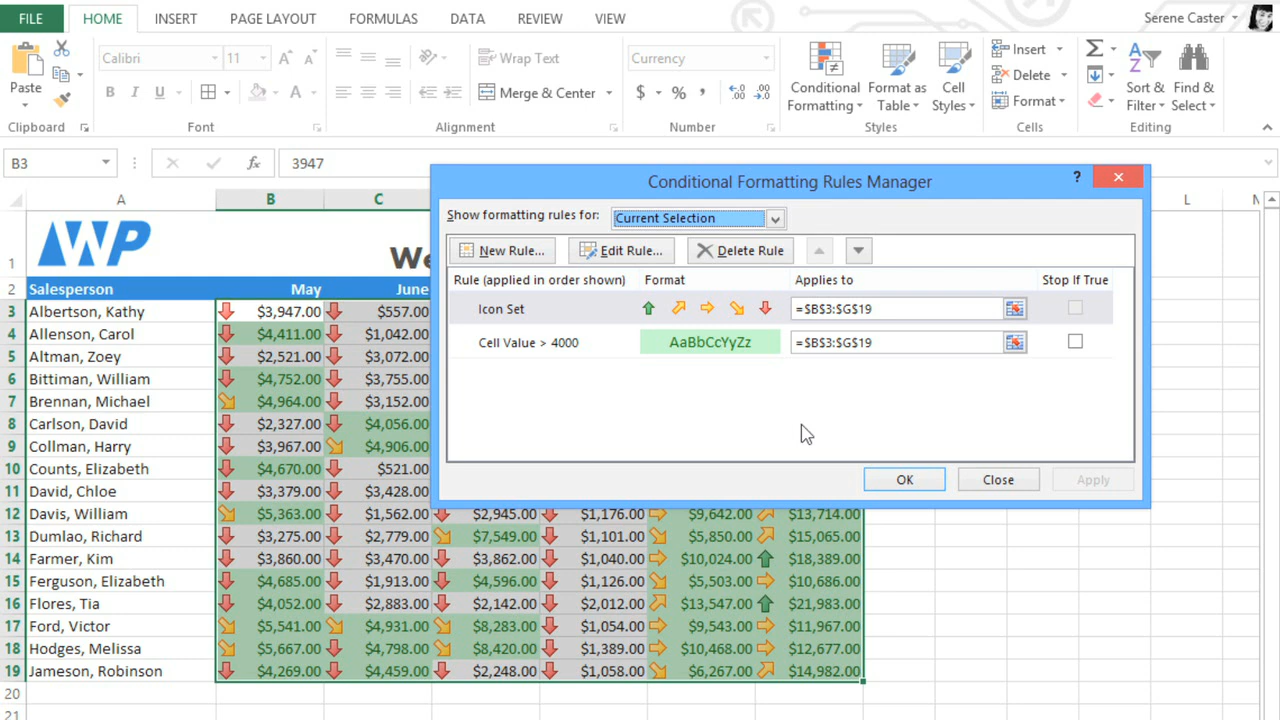 FILE HOME INSERT PAGE LAYOUT FORMULAS DATA REVIEW VIEW Serene Caster
Calibri 11 Wrap Text Currency Insert
Paste B I U Merge & Center $ % , Conditional Formatting Format as Table Cell Styles Delete Sort & Filter Find & Select
Format
Clipboard Font Alignment Number Styles Cells Editing
B3 fx 3947
Conditional Formatting Rules Manager ?
Show formatting rules for: Current Selection
New Rule... Edit Rule... Delete Rule
Rule (applied in order shown) Format Applies to Stop If True
Icon Set =$B$3:$G$19
Cell Value > 4000 AaBbCcYyZz =$B$3:$G$19
OK Close Apply
A B C L
1 WP We
2 Salesperson May June
3 Albertson, Kathy $3,947.00 $557.00
4 Allenson, Carol $4,411.00 $1,042.00
5 Altman, Zoey $2,521.00 $3,072.00
6 Bittiman, William $4,752.00 $3,755.00
7 Brennan, Michael $4,964.00 $3,152.00
8 Carlson, David $2,327.00 $4,056.00
9 Collman, Harry $3,967.00 $4,906.00
10 Counts, Elizabeth $4,670.00 $521.00
11 David, Chloe $3,379.00 $3,428.00
12 Davis, William $5,363.00 $1,562.00 $2,945.00 $1,176.00 $9,642.00 $13,714.00
13 Dumlao, Richard $3,275.00 $2,779.00 $7,549.00 $1,101.00 $5,850.00 $15,065.00
14 Farmer, Kim $3,860.00 $3,470.00 $3,862.00 $1,040.00 $10,024.00 $18,389.00
15 Ferguson, Elizabeth $4,685.00 $1,913.00 $4,596.00 $1,126.00 $5,503.00 $10,686.00
16 Flores, Tia $4,052.00 $2,883.00 $2,142.00 $2,012.00 $13,547.00 $21,983.00
17 Ford, Victor $5,541.00 $4,931.00 $8,283.00 $1,054.00 $9,543.00 $11,967.00
18 Hodges, Melissa $5,667.00 $4,798.00 $8,420.00 $1,389.00 $10,468.00 $12,677.00
19 Jameson, Robinson $4,269.00 $4,459.00 $2,248.00 $1,058.00 $6,267.00 $14,982.00
20
21